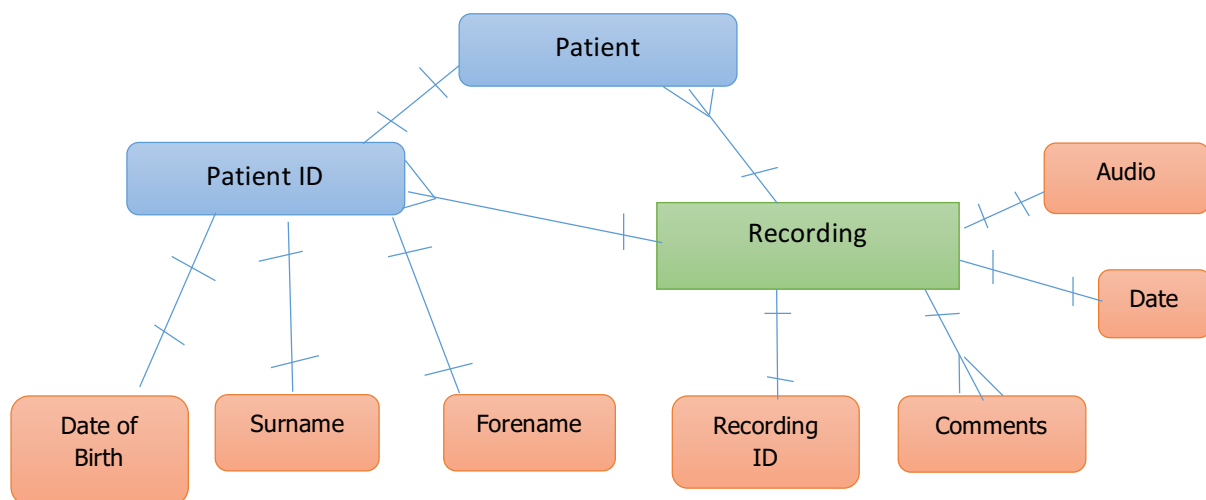 Patient
Patient ID
Audio
Recording
Date
Date of
Birth
Surname
Forename
Recording
ID
Comments